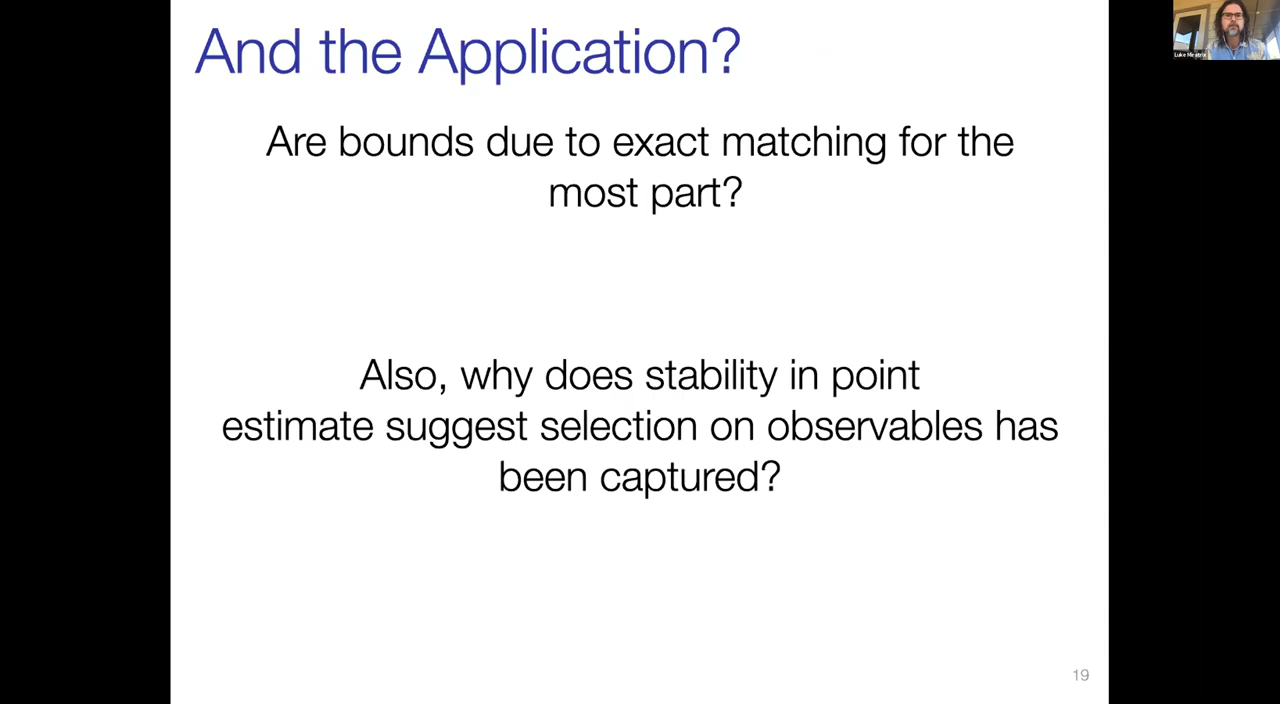 And the Application?
Are bounds due to exact matching for the
most part?
Also, why does stability in point
estimate suggest selection on observables has
been captured?
19
Luke